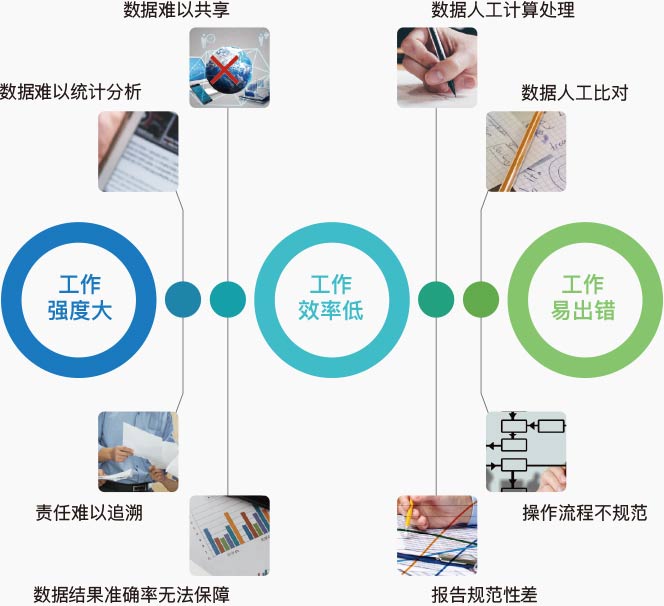 数据难以共享
数据人工计算处理
数据难以统计分析
数据人工比对
工作
强度大
工作
效率低
工作
易出错
责任难以追溯
操作流程不规范
数据结果准确率无法保障
报告规范性差